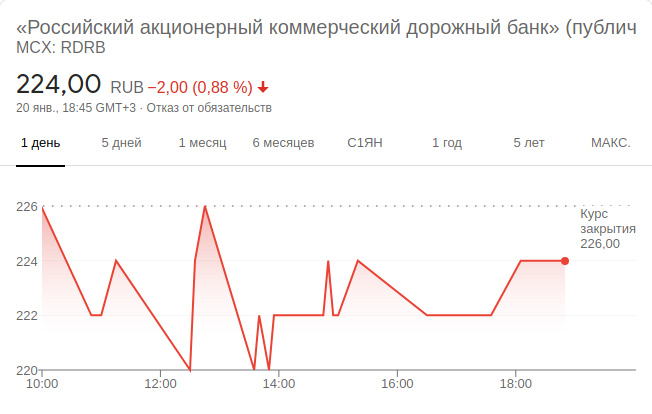 «Российский акционерный коммерческий дорожный банк» (публич
MCX: RDRB
224,00 RUB −2,00 (0,88 %)
20 янв., 18:45 GMT+3 · Отказ от обязательств
1 день 5 дней 1 месяц 6 месяцев С1ЯН 1 год 5 лет МАКС.
226
Курс
закрытия
226,00
224
222
220
10:00 12:00 14:00 16:00 18:00